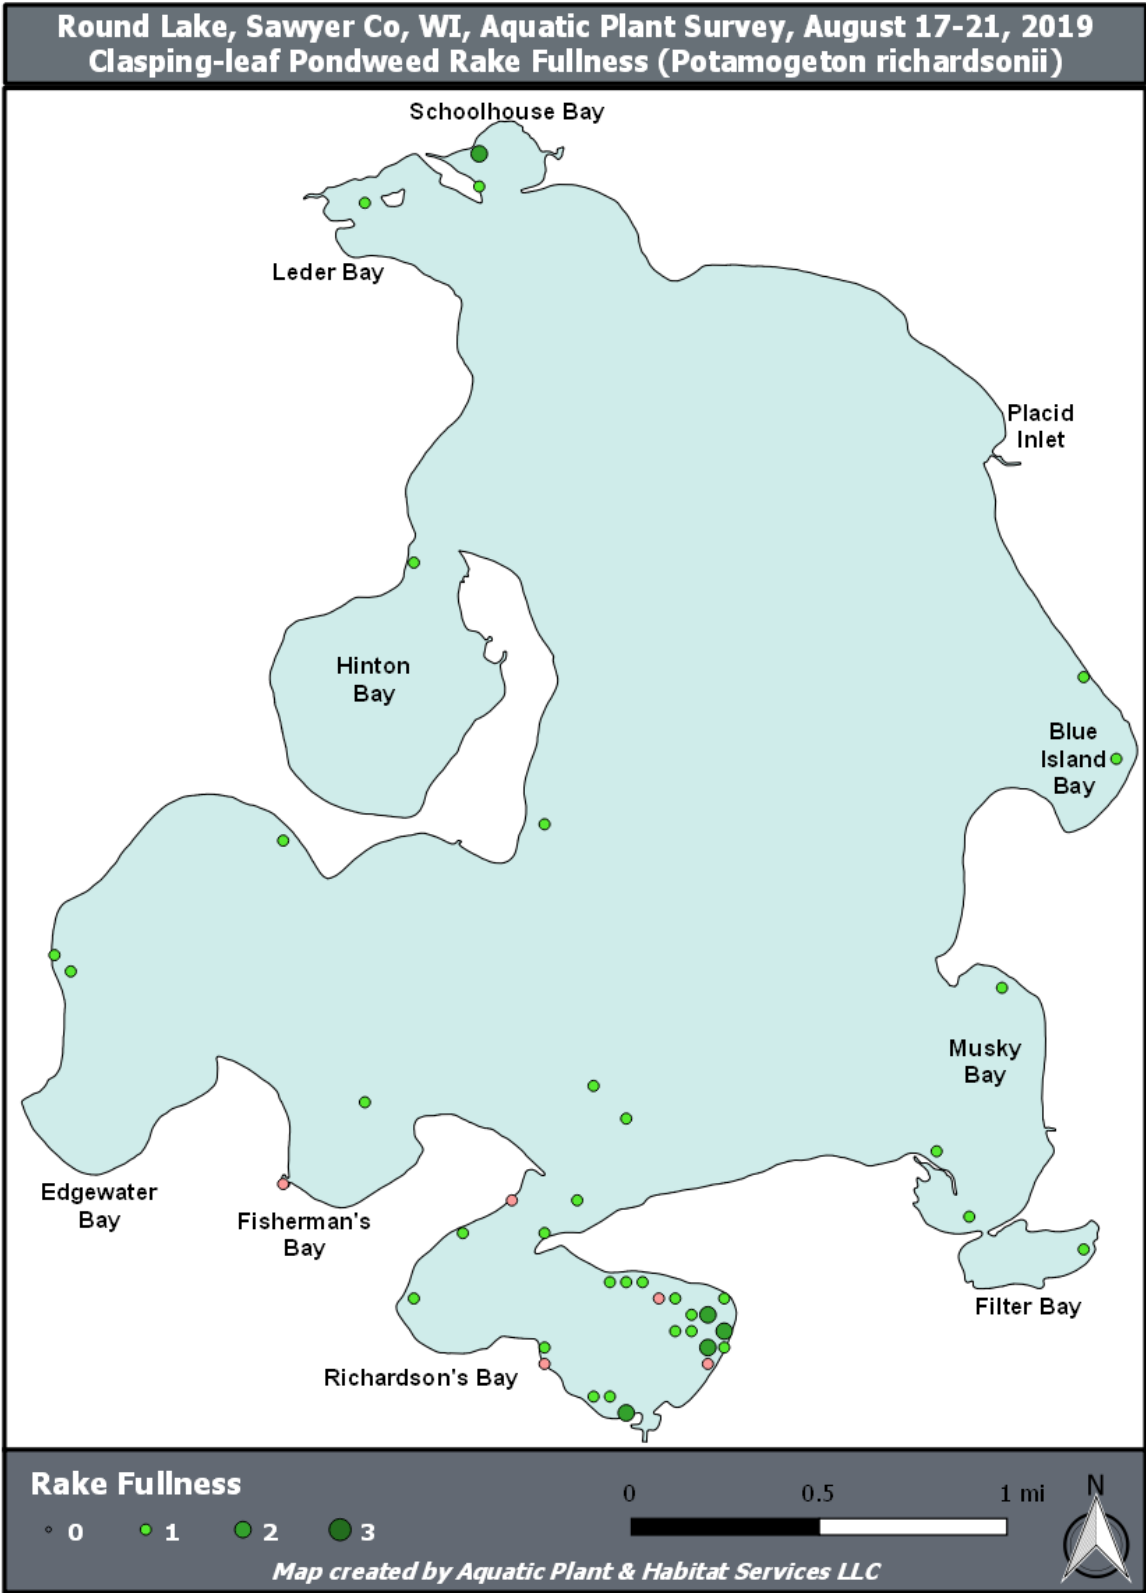 Round Lake, Sawyer Co, WI, Aquatic Plant Survey, August 17-21, 2019
Clasping-leaf Pondweed Rake Fullness (Potamogeton richardsonii)
Schoolhouse Bay
Leder Bay
Placid
Inlet
Hinton
Bay
Blue
Island
Bay
Musky
Bay
Edgewater
Bay
Fisherman's
Bay
Filter Bay
Richardson's Bay
Rake Fullness
0 1 2 3
0 0.5 1 mi
N
Map created by Aquatic Plant & Habitat Services LLC